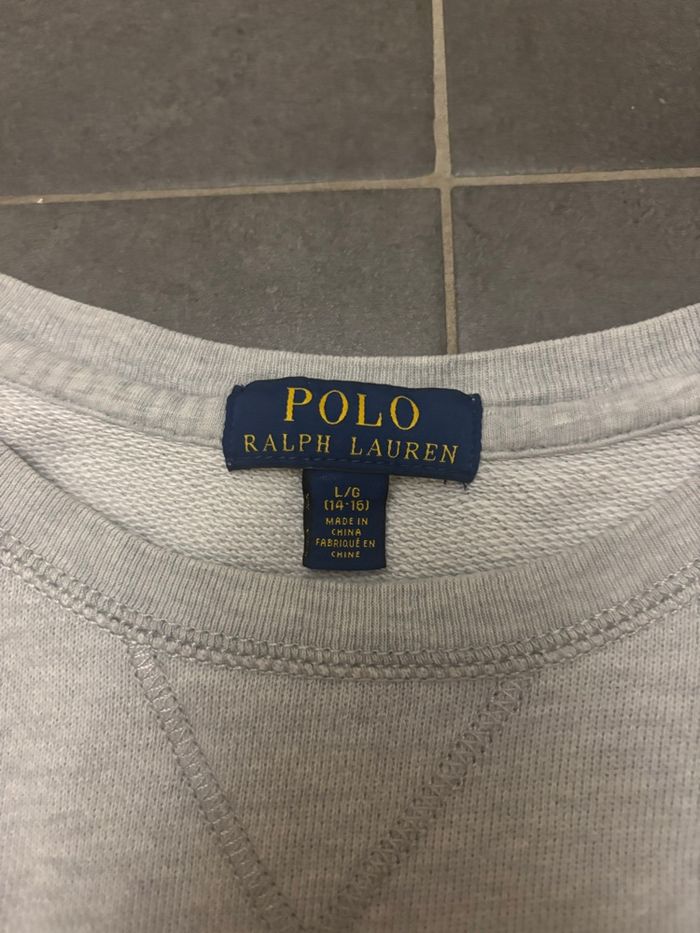 POLO
RALPH LAUREN
L/G
(14-16)
MADE IN
CHINA
FABRIQUÉ EN
CHINE